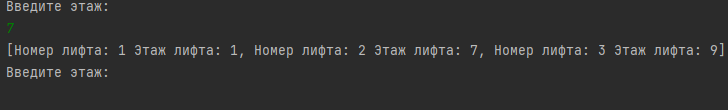 Введите этаж:
7
[Номер лифта: 1 Этаж лифта: 1, Номер лифта: 2 Этаж лифта: 7, Номер лифта: 3 Этаж лифта: 9]
Введите этаж: